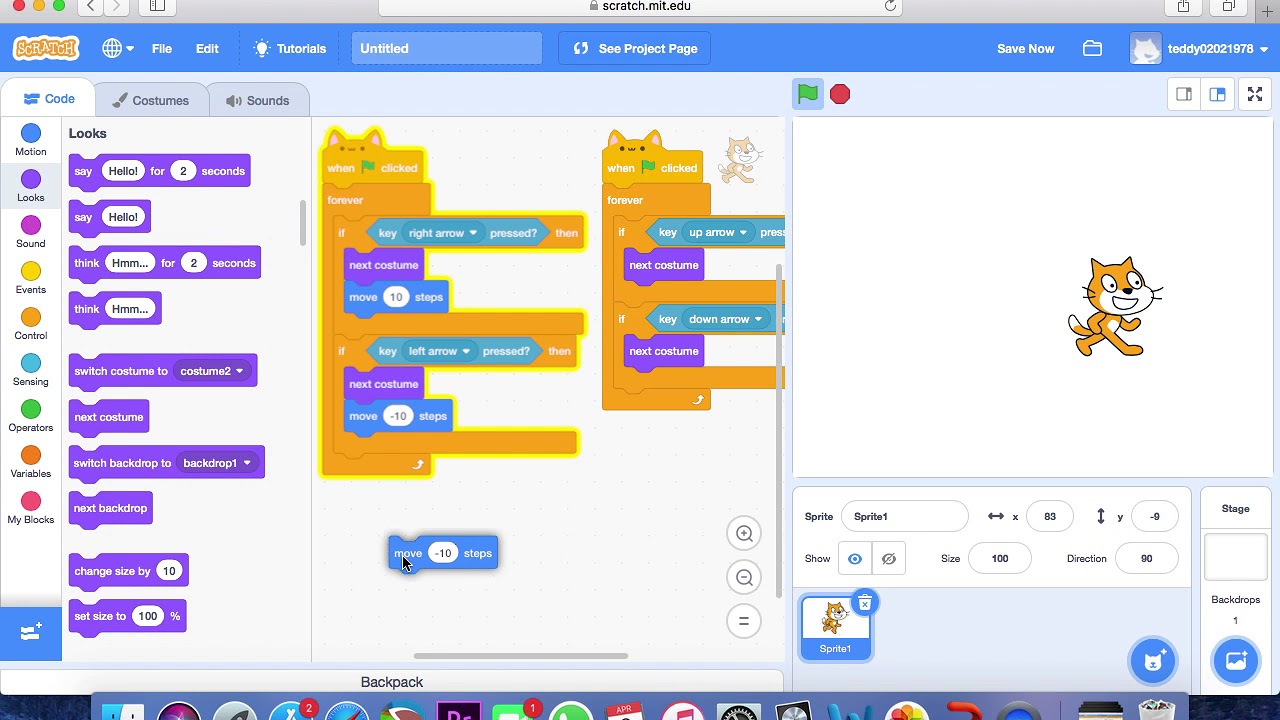 scratch.mit.edu
SCRATCH
File
Edit
Tutorials
Untitled
See Project Page
Save Now
teddy02021978
Code
Costumes
Sounds
Motion
Looks
Sound
Events
Control
Sensing
Operators
Variables
My Blocks
Looks
say Hello! for 2 seconds
say Hello!
think Hmm... for 2 seconds
think Hmm...
switch costume to costume2
next costume
switch backdrop to backdrop1
next backdrop
change size by 10
set size to 100 %
when clicked
forever
if key right arrow pressed? then
next costume
move 10 steps
if key left arrow pressed? then
next costume
move -10 steps
move -10 steps
when clicked
forever
if key up arrow
next costume
if key down arrow
next costume
Backpack
Sprite
Sprite1
x
83
y
-9
Show
Size
100
Direction
90
Sprite1
Stage
Backdrops
1
2
Pr
1
APR